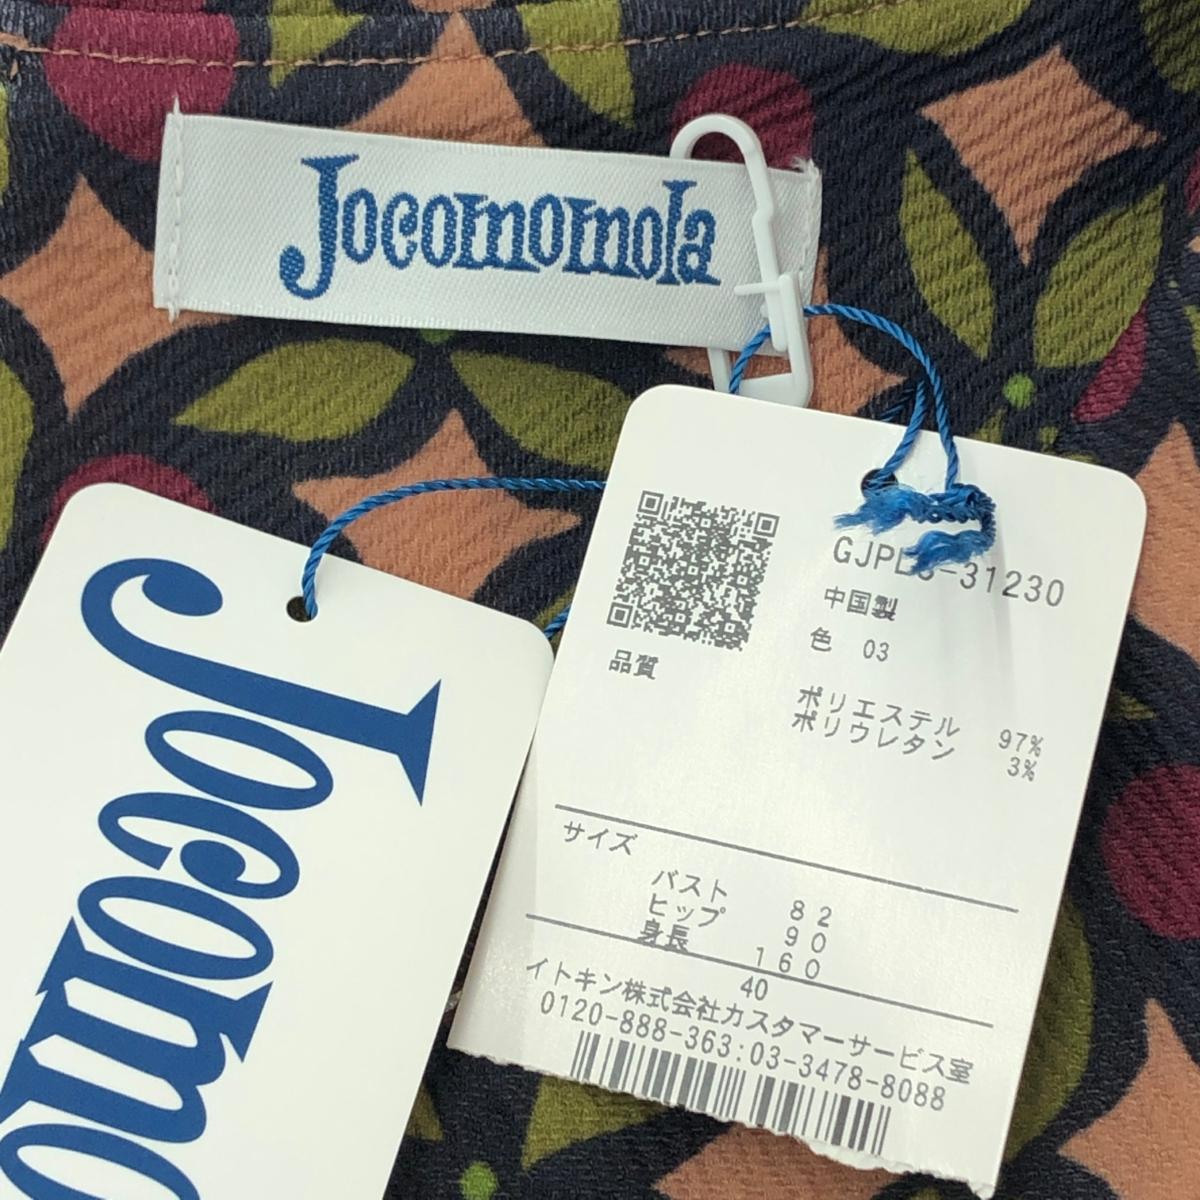 Jocomomola
Jocomo
中国製
色 03
品質
ポリエステル 97%
ポリウレタン 3%
サイズ
バスト 82
ヒップ 90
身長 160
40
イトキン株式会社カスタマーサービス室
0120-888-363:03-3478-8088